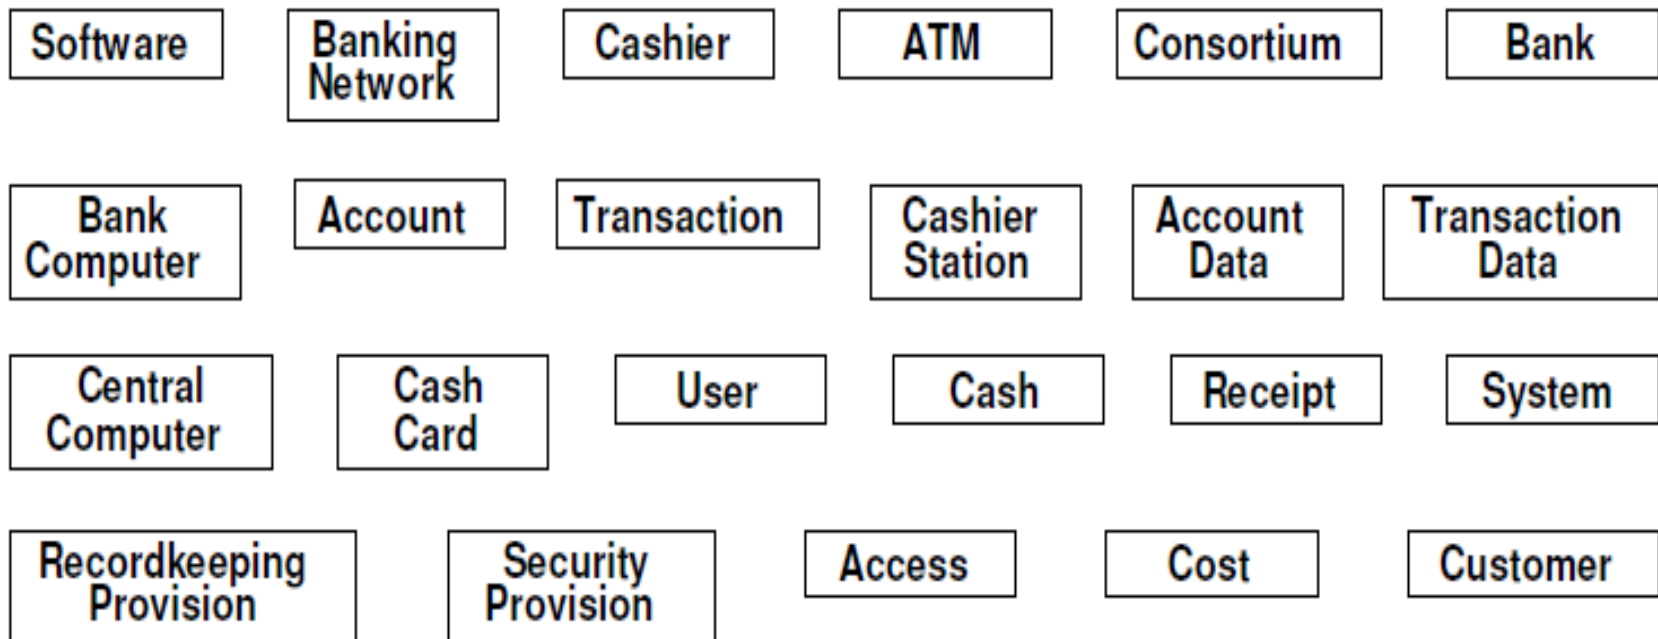 Software
Banking
Network
Cashier
ATM
Consortium
Bank
Bank
Computer
Account
Transaction
Cashier
Station
Account
Data
Transaction
Data
Central
Computer
Cash
Card
User
Cash
Receipt
System
Recordkeeping
Provision
Security
Provision
Access
Cost
Customer